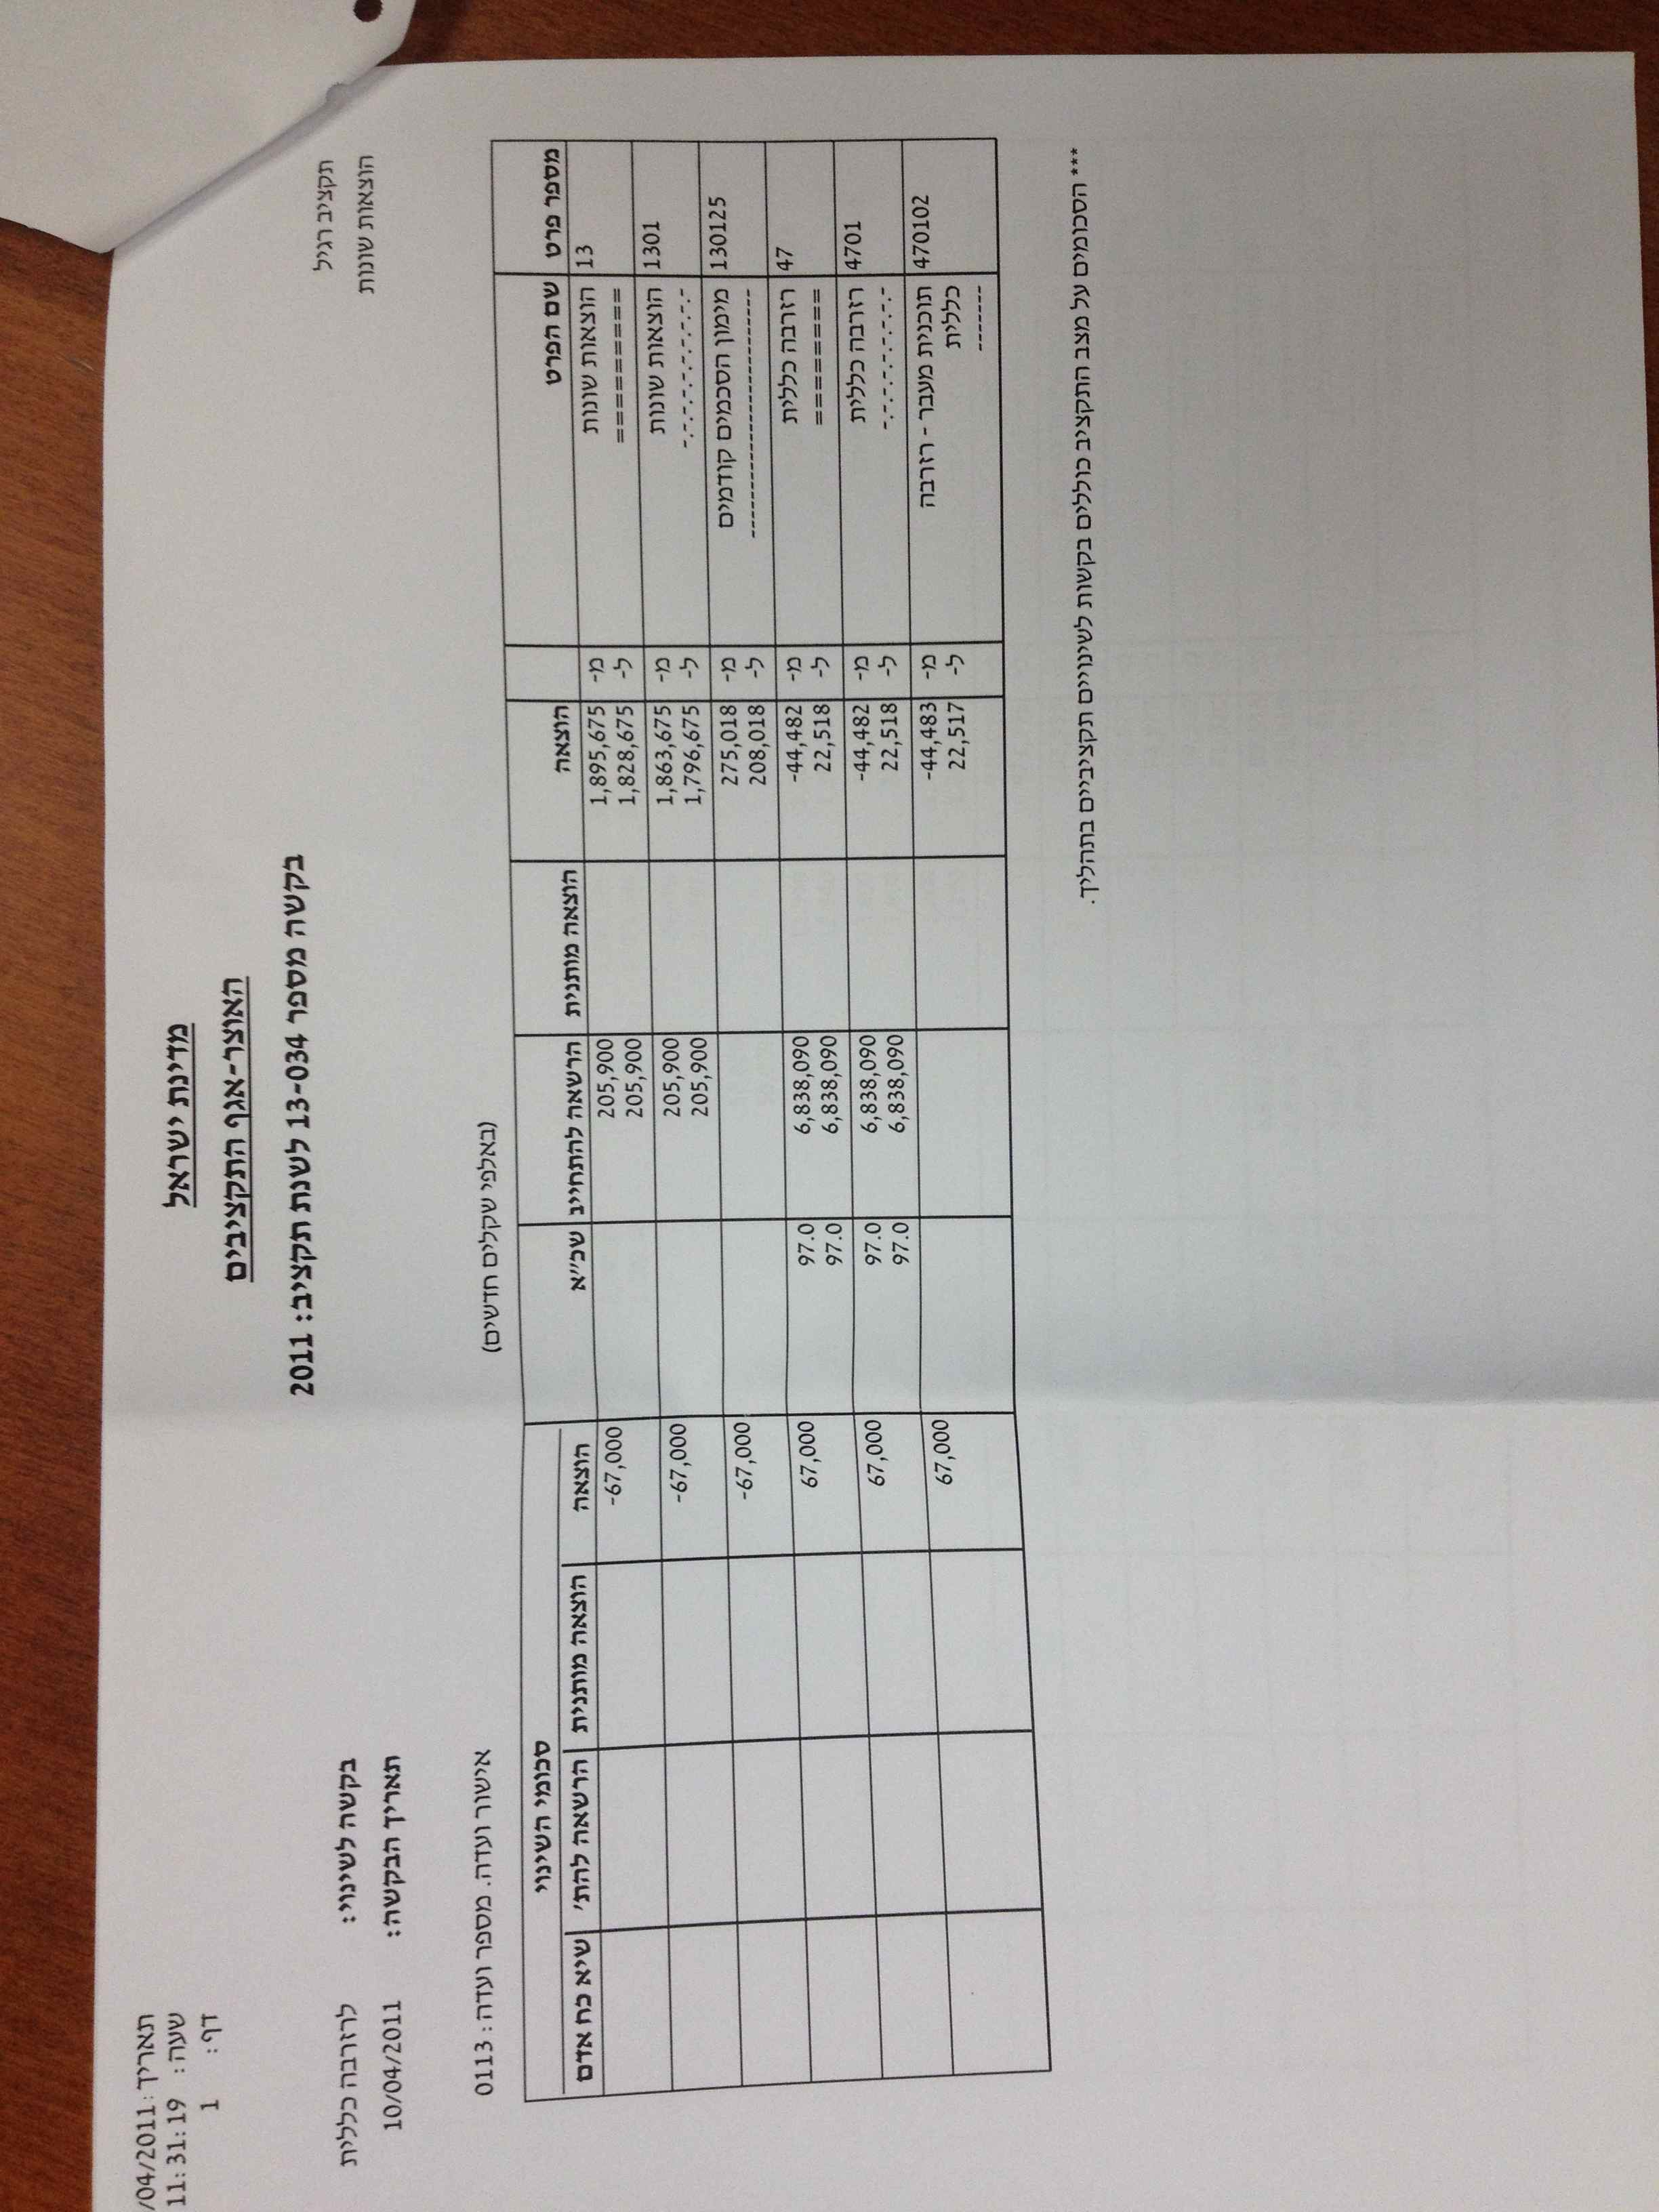 תאריך: /04/2011
שעה: 11:31:19
דף: 1
מדינת ישראל
האוצר-אגף התקציבים
בקשה מספר 13-034 לשנת תקציב: 2011
תקציב רגיל
הוצאות שונות
בקשה לשינוי: לרזרבה כללית
תאריך הבקשה: 10/04/2011
(באלפי שקלים חדשים)
אישור ועדה. מספר ועדה: 0113
סכומי השינוי
מספר פרט שם הפרט הוצאה הוצאה מותנית הרשאה להתחייב שכ"א הוצאה הוצאה מותנית הרשאה להת' שיא כח אדם
13 הוצאות שונות מ- 1,895,675 205,900 -67,000
========= ל- 1,828,675 205,900
1301 הוצאות שונות מ- 1,863,675 205,900 -67,000
-.-.-.-.-.-.-.-.- ל- 1,796,675 205,900
130125 מימון הסכמים קודמים מ- 275,018 -67,000
------------------------- ל- 208,018
47 רזרבה כללית מ- -44,482 6,838,090 97.0 67,000
======== ל- 22,518 6,838,090 97.0
4701 רזרבה כללית מ- -44,482 6,838,090 97.0 67,000
-.-.-.-.-.-.-.- ל- 22,518 6,838,090 97.0
470102 תוכנית מעבר - רזרבה מ- -44,483 67,000
כללית ל- 22,517
-------
*** הסכומים על מצב התקציב כוללים בקשות לשינויים תקציביים בתהליך.